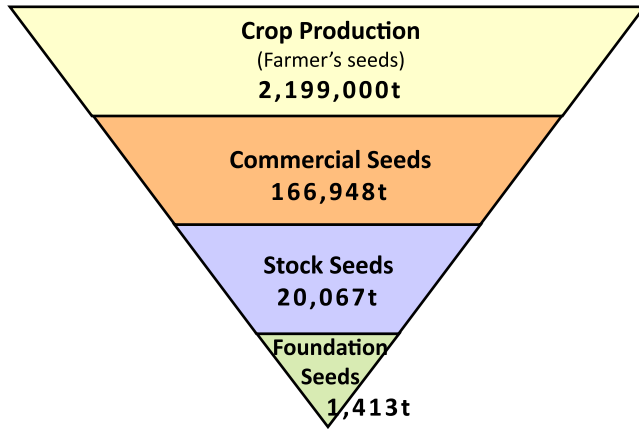 Crop Production
(Farmer’s seeds)
2,199,000t
Commercial Seeds
166,948t
Stock Seeds
20,067t
Foundation
Seeds
1,413t